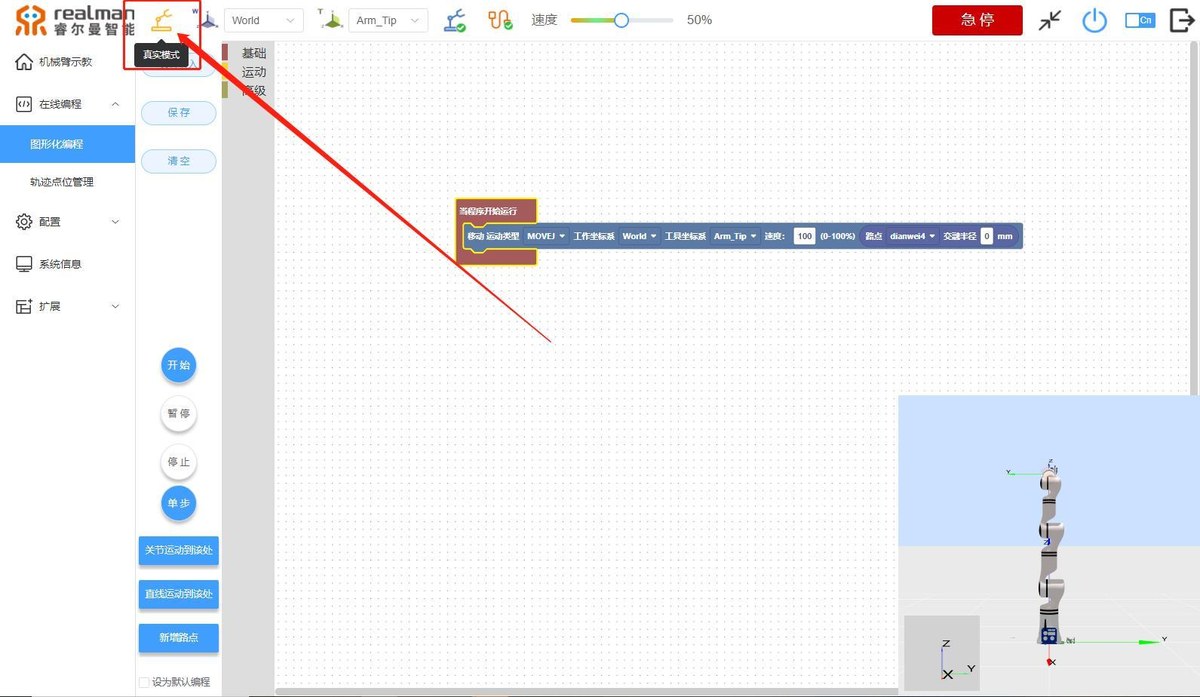 realman
睿尔曼智能
W
World
T
Arm_Tip
速度
50%
急停
Cn
真实模式
入
机械臂示教
在线编程
图形化编程
轨迹点位管理
配置
系统信息
扩展
保存
清空
基础
运动
高级
当程序开始运行
移动 运动类型 MOVEJ 工作坐标系 World 工具坐标系 Arm_Tip 速度: 100 (0-100%) 路点 dianwei4 交融半径 0 mm
开始
暂停
停止
单步
关节运动到该处
直线运动到该处
新增路点
设为默认编程
Z
Y
Z
Y
X
Z
Y
X